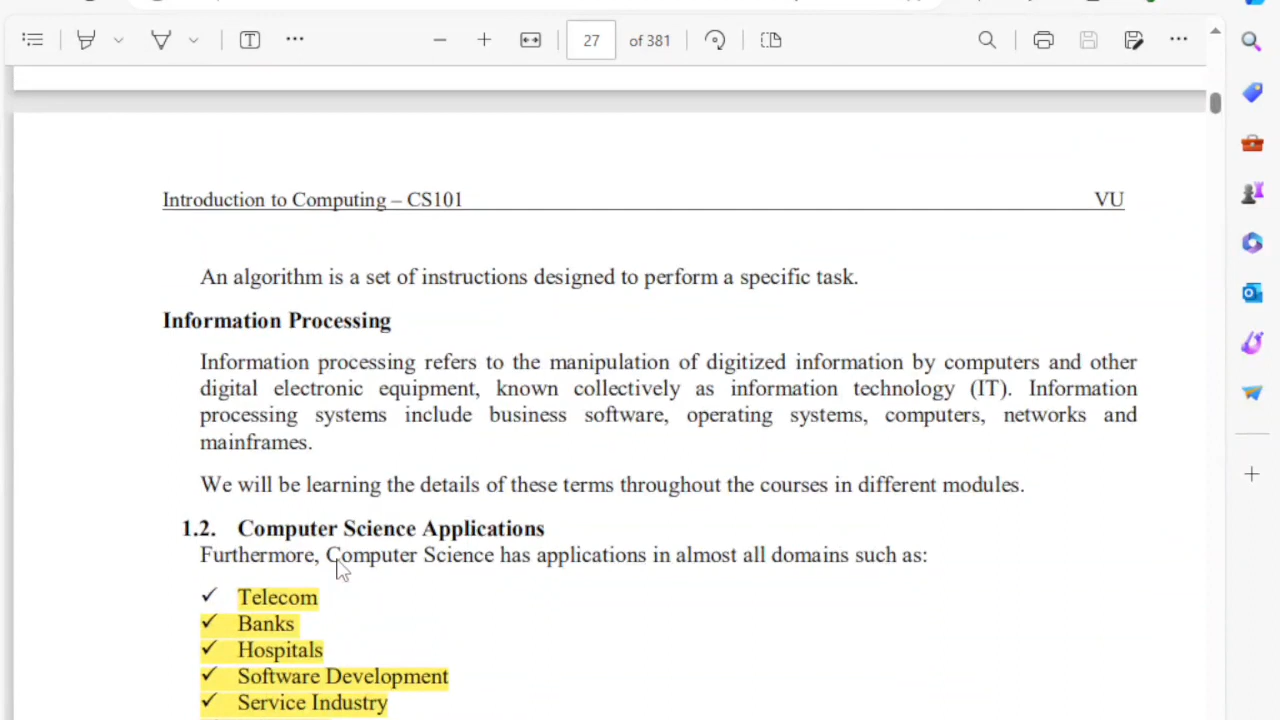 27 of 381
Introduction to Computing – CS101 VU
An algorithm is a set of instructions designed to perform a specific task.
Information Processing
Information processing refers to the manipulation of digitized information by computers and other
digital electronic equipment, known collectively as information technology (IT). Information
processing systems include business software, operating systems, computers, networks and
mainframes.
We will be learning the details of these terms throughout the courses in different modules.
1.2. Computer Science Applications
Furthermore, Computer Science has applications in almost all domains such as:
✓ Telecom
✓ Banks
✓ Hospitals
✓ Software Development
✓ Service Industry